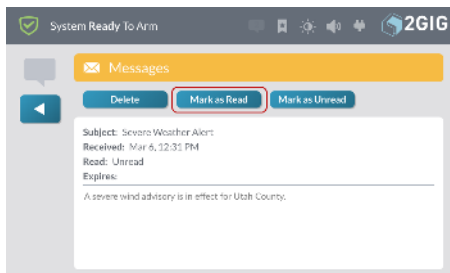 System Ready To Arm
2GIG
Messages
Delete
Mark as Read
Mark as Unread
Subject: Severe Weather Alert
Received: Mar 6, 12:31 PM
Read: Unread
Expires:
A severe wind advisory is in effect for Utah County.